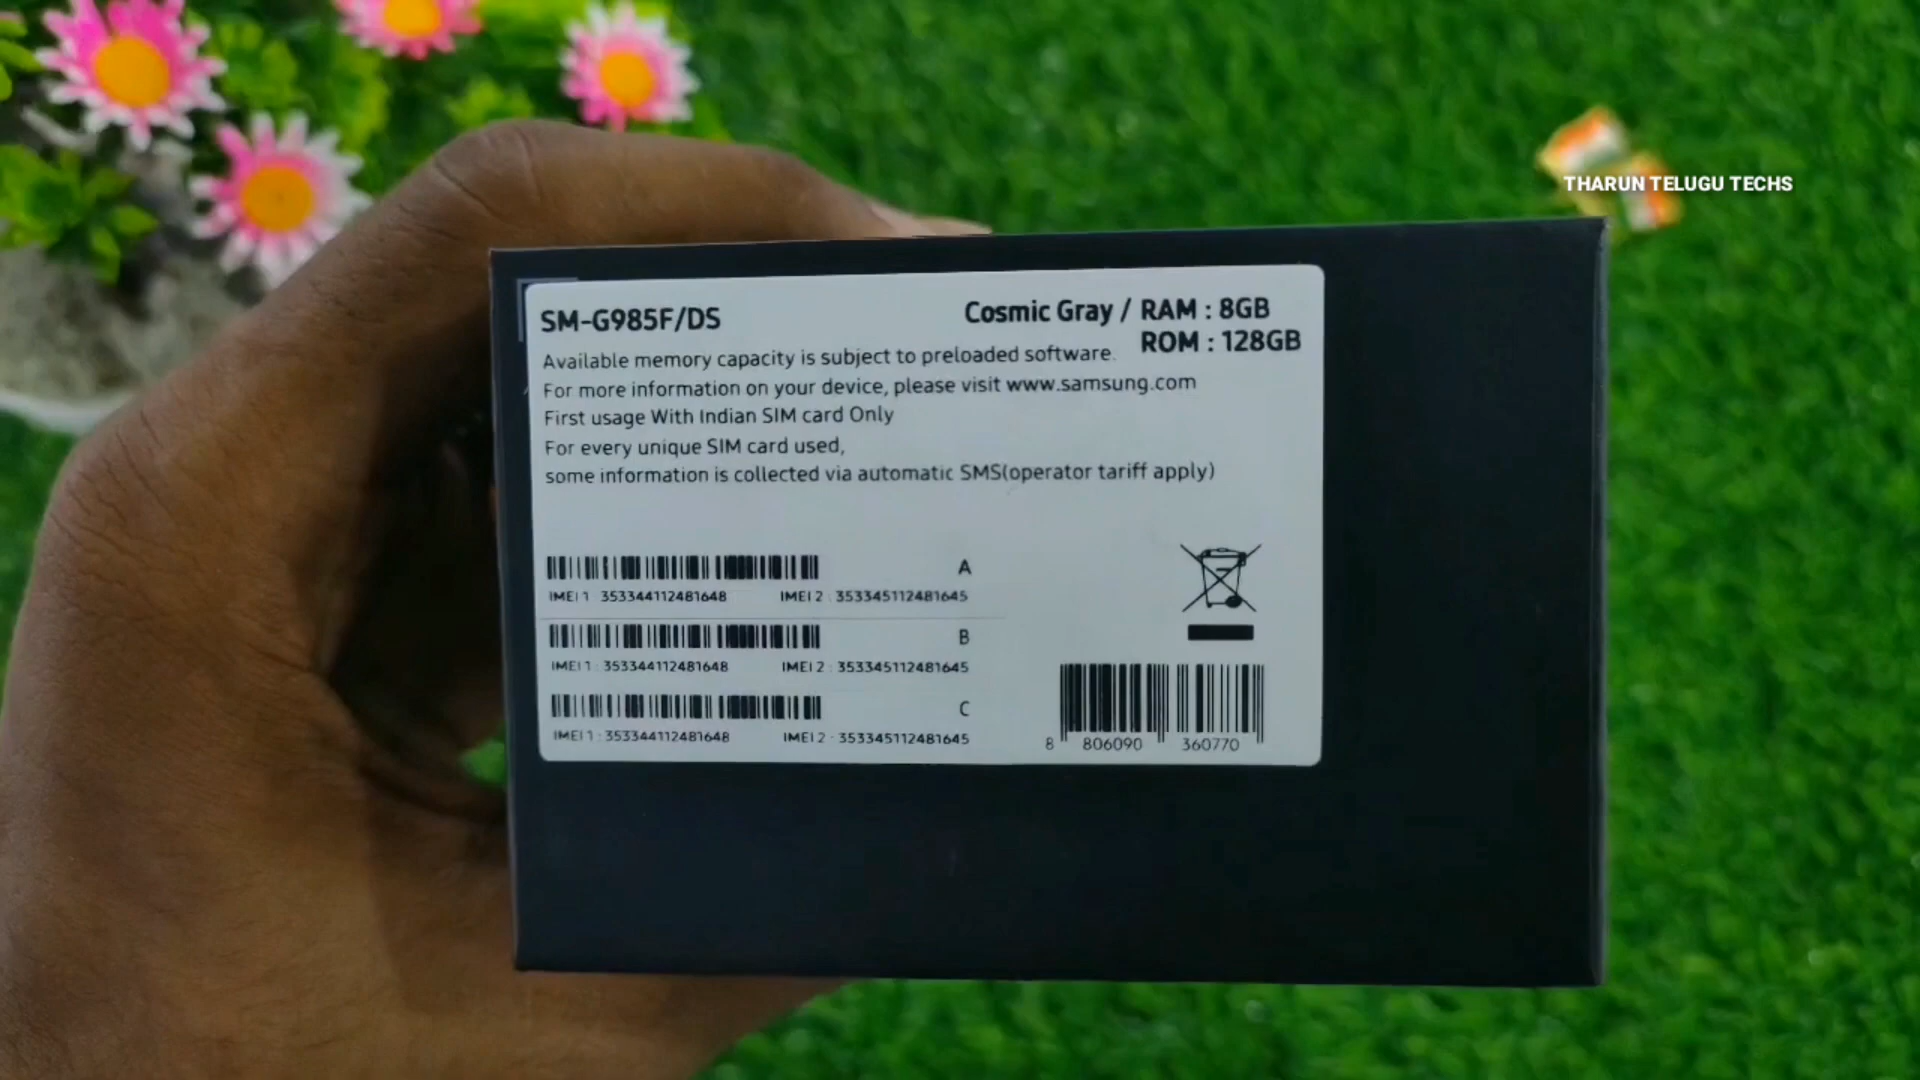 THARUN TELUGU TECHS
SM-G985F/DS
Cosmic Gray / RAM : 8GB
ROM : 128GB
Available memory capacity is subject to preloaded software.
For more information on your device, please visit www.samsung.com
First usage With Indian SIM card Only
For every unique SIM card used,
some information is collected via automatic SMS(operator tariff apply)
A
IMEI 1 : 353344112481648 IMEI 2 : 353345112481645
B
IMEI 1 : 353344112481648 IMEI 2 : 353345112481645
C
IMEI 1 : 353344112481648 IMEI 2 : 353345112481645
8 806090 360770